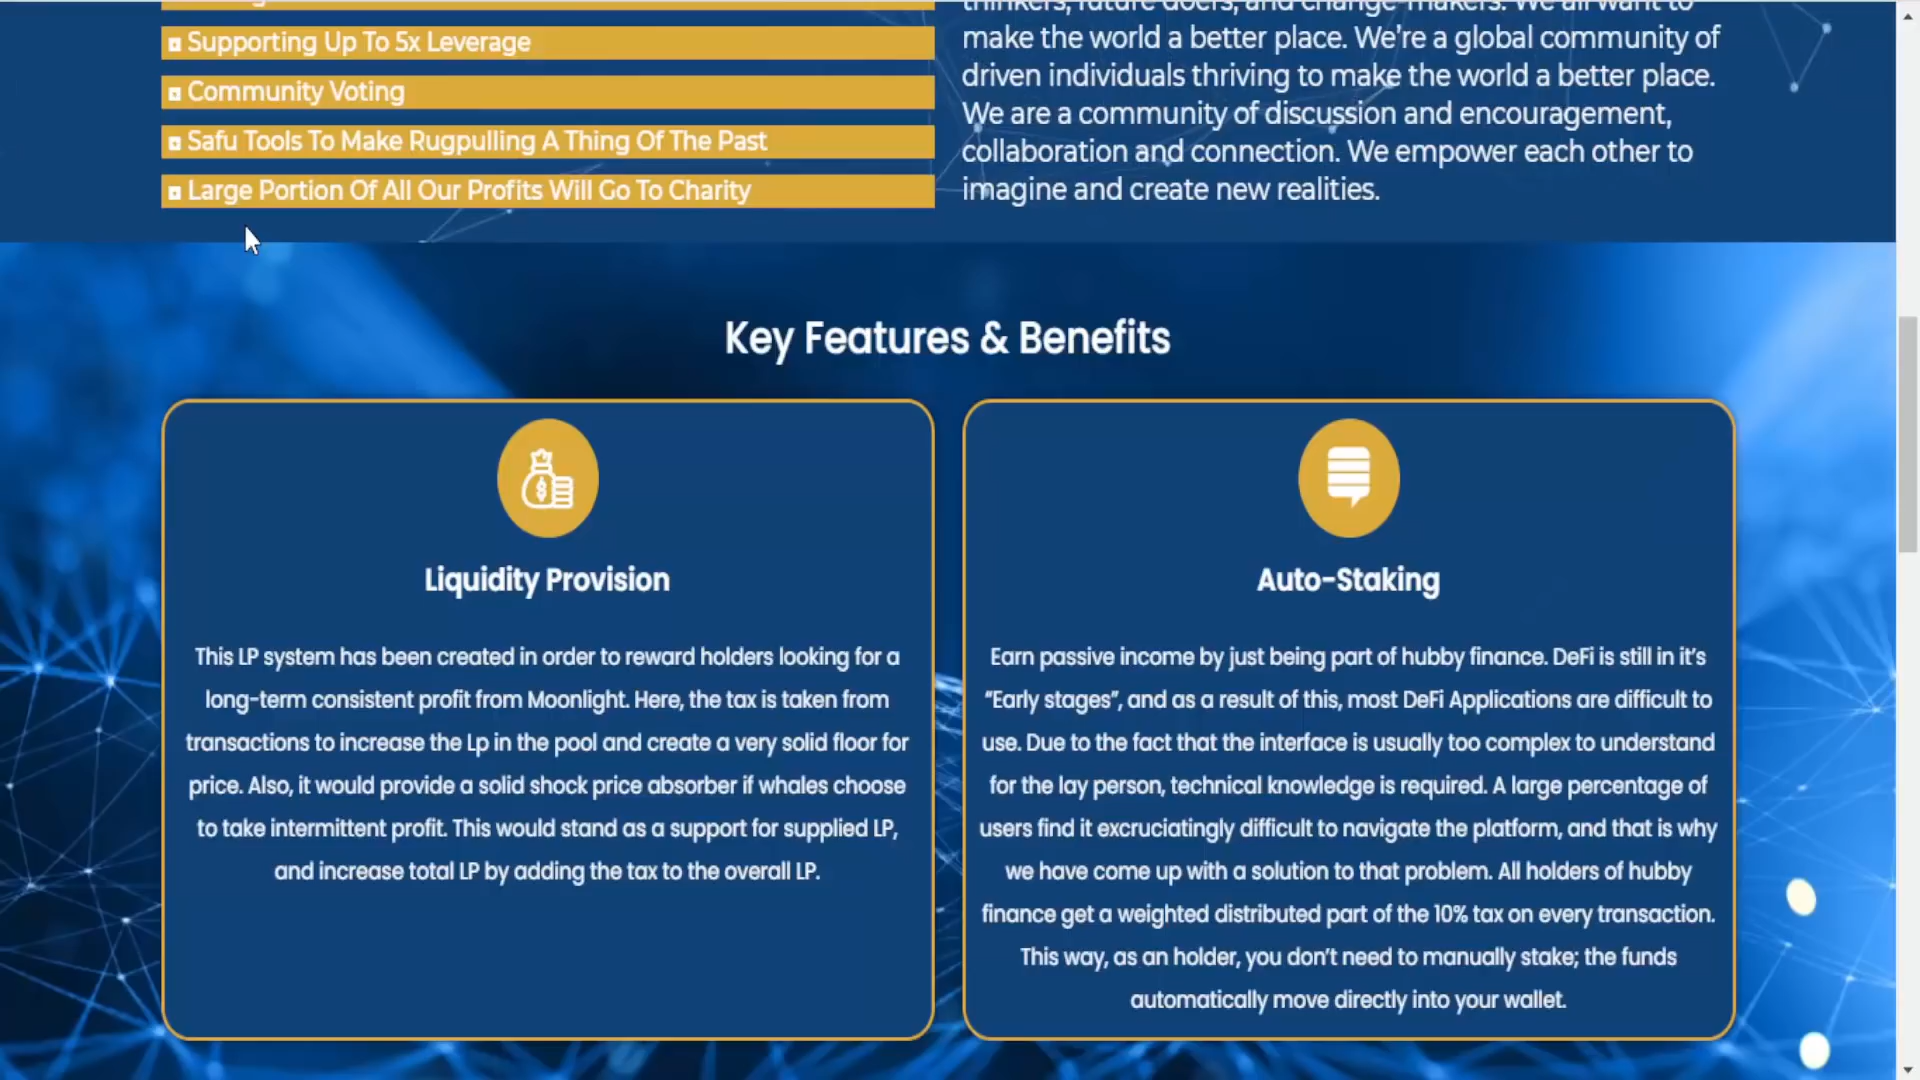 Supporting Up To 5x Leverage
Community Voting
Safu Tools To Make Rugpulling A Thing Of The Past
Large Portion Of All Our Profits Will Go To Charity
thinkers, future doers, and change-makers. We all want to
make the world a better place. We're a global community of
driven individuals thriving to make the world a better place.
We are a community of discussion and encouragement,
collaboration and connection. We empower each other to
imagine and create new realities.
Key Features & Benefits
Liquidity Provision
This LP system has been created in order to reward holders looking for a
long-term consistent profit from Moonlight. Here, the tax is taken from
transactions to increase the Lp in the pool and create a very solid floor for
price. Also, it would provide a solid shock price absorber if whales choose
to take intermittent profit. This would stand as a support for supplied LP,
and increase total LP by adding the tax to the overall LP.
Auto-Staking
Earn passive income by just being part of hubby finance. DeFi is still in it's
“Early stages”, and as a result of this, most DeFi Applications are difficult to
use. Due to the fact that the interface is usually too complex to understand
for the lay person, technical knowledge is required. A large percentage of
users find it excruciatingly difficult to navigate the platform, and that is why
we have come up with a solution to that problem. All holders of hubby
finance get a weighted distributed part of the 10% tax on every transaction.
This way, as an holder, you don't need to manually stake; the funds
automatically move directly into your wallet.